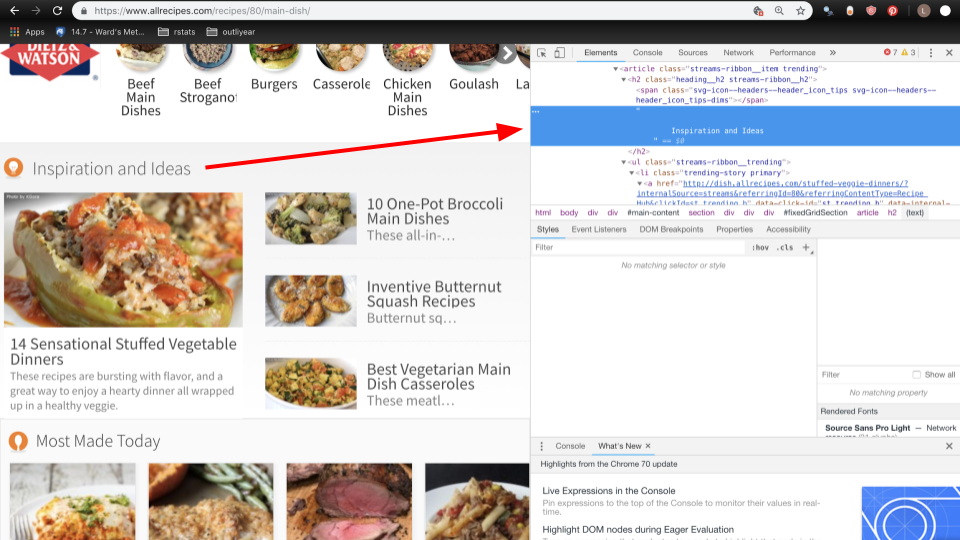 https://www.allrecipes.com/recipes/80/main-dish/
L
Apps
14.7 - Ward's Met...
rstats
outliyear
DIETZ &
WATSON
Beef
Main
Dishes
Beef
Stroganof
Burgers
Casserole
Chicken
Main
Dishes
Goulash
La
Inspiration and Ideas
14 Sensational Stuffed Vegetable
Dinners
These recipes are bursting with flavor, and a
great way to enjoy a hearty dinner all wrapped
up in a healthy veggie.
10 One-Pot Broccoli
Main Dishes
These all-in-…
Inventive Butternut
Squash Recipes
Butternut sq…
Best Vegetarian Main
Dish Casseroles
These meatl…
Most Made Today
Elements Console Sources Network Performance » 7 3
▼<article class="streams-ribbon__item trending">
▼<h2 class="heading__h2 streams-ribbon__h2">
<span class="svg-icon--headers--header_icon_tips svg-icon--headers--
header_icon_tips-dims"></span>
… "
Inspiration and Ideas
" == $0
</h2>
▼<ul class="streams-ribbon__trending">
▼<li class="trending-story primary">
▼<a href="http://dish.allrecipes.com/stuffed-veggie-dinners/?
internalSource=streams&referringId=80&referringContentType=Recipe
Hub&clickId=st_trending_b" data-click-id="st_trending_b" data-internal-
html body div div #main-content section div div div #fixedGridSection article h2 (text)
Styles Event Listeners DOM Breakpoints Properties Accessibility
Filter :hov .cls +
No matching selector or style
Filter Show all
No matching property
Rendered Fonts
Source Sans Pro Light — Network
Console What's New ×
Highlights from the Chrome 70 update
Live Expressions in the Console
Pin expressions to the top of the Console to monitor their values in real-
time.
Highlight DOM nodes during Eager Evaluation